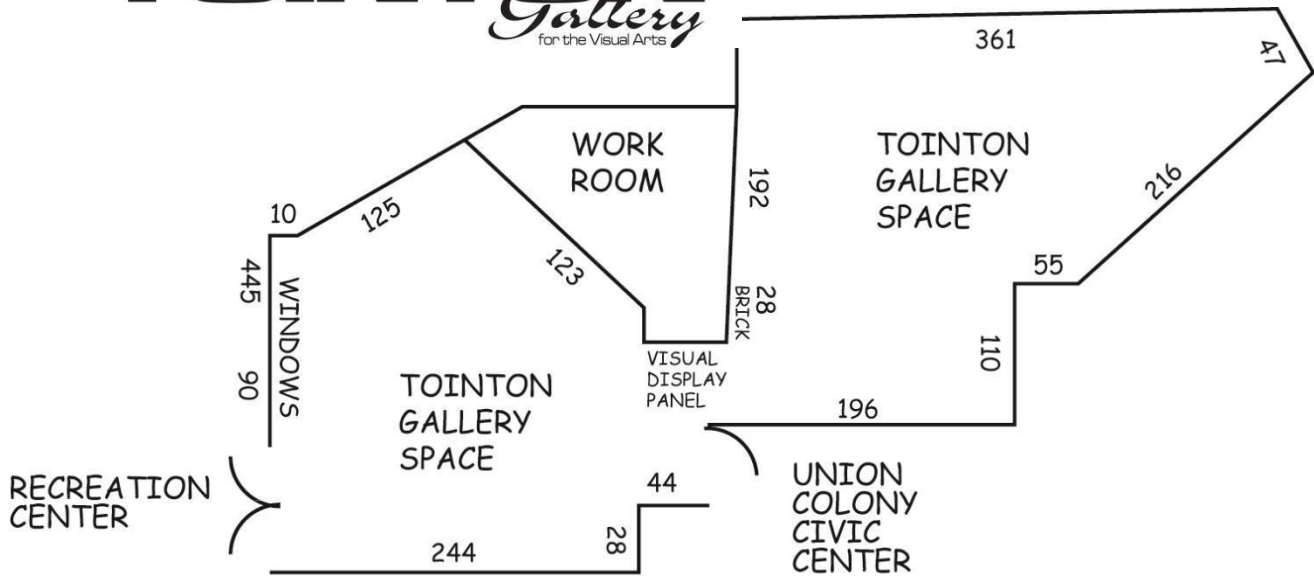 Gallery
for the Visual Arts
361
47
WORK
ROOM
TOINTON
GALLERY
SPACE
192
216
10
125
445
WINDOWS
90
123
28
BRICK
55
110
VISUAL
DISPLAY
PANEL
TOINTON
GALLERY
SPACE
196
RECREATION
CENTER
44
28
244
UNION
COLONY
CIVIC
CENTER